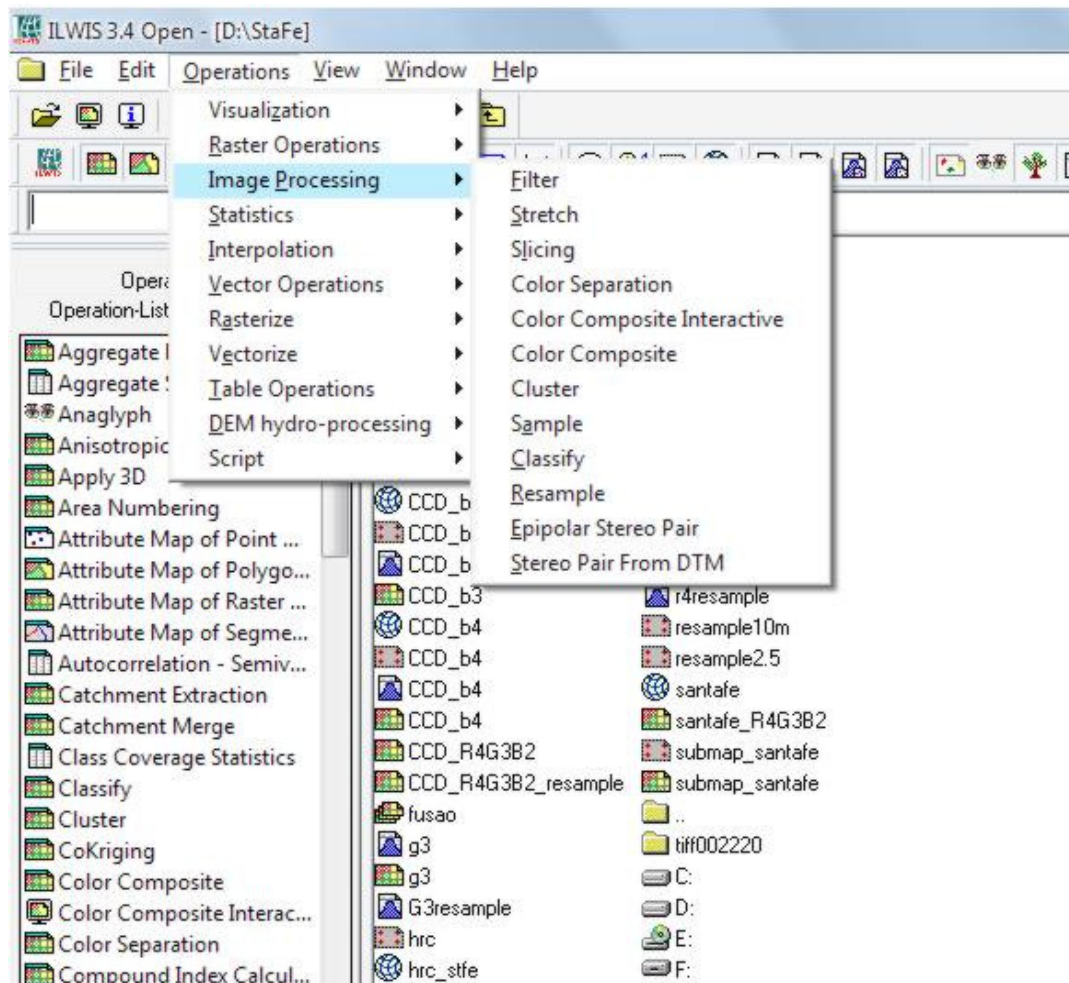 ILWIS 3.4 Open - [D:\StaFe]
File Edit Operations View Window Help
Visualization
Raster Operations
Image Processing
Statistics
Interpolation
Vector Operations
Rasterize
Vectorize
Table Operations
DEM hydro-processing
Script
Filter
Stretch
Slicing
Color Separation
Color Composite Interactive
Color Composite
Cluster
Sample
Classify
Resample
Epipolar Stereo Pair
Stereo Pair From DTM
Operation-List
Aggregate
Aggregate
Anaglyph
Anisotropic
Apply 3D
Area Numbering
Attribute Map of Point ...
Attribute Map of Polygo...
Attribute Map of Raster ...
Attribute Map of Segme...
Autocorrelation - Semiv...
Catchment Extraction
Catchment Merge
Class Coverage Statistics
Classify
Cluster
CoKriging
Color Composite
Color Composite Interac...
Color Separation
Compound Index Calcul...
CCD_b
CCD_b
CCD_b
CCD_b3
CCD_b4
CCD_b4
CCD_b4
CCD_b4
CCD_R4G3B2
CCD_R4G3B2_resample
fusao
g3
g3
G3resample
hrc
hrc_stfe
r4resample
resample10m
resample2.5
santafe
santafe_R4G3B2
submap_santafe
submap_santafe
..
tiff002220
C:
D:
E:
F: